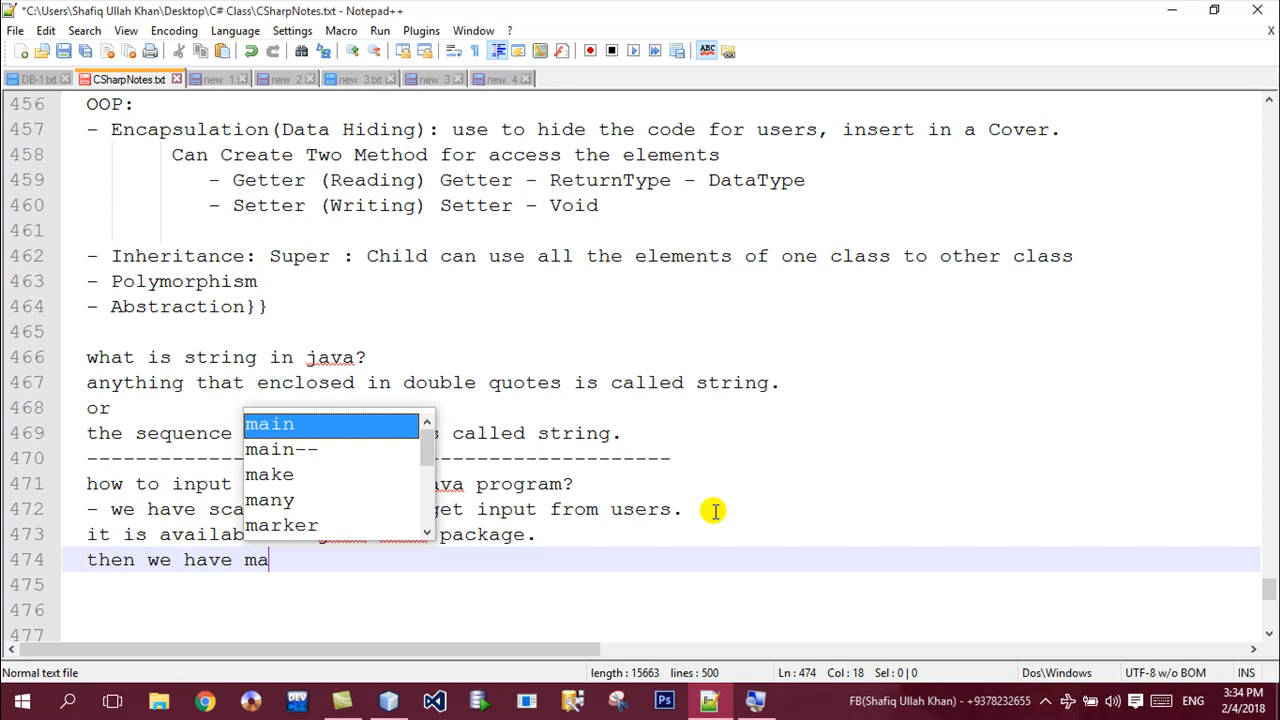 *C:\Users\Shafiq Ullah Khan\Desktop\C# Class\CSharpNotes.txt - Notepad++
File Edit Search View Encoding Language Settings Macro Run Plugins Window ? X
ABC
DB-1.txt CSharpNotes.txt new 1 new 2 new 3.txt new 3 new 4
456 OOP:
457 - Encapsulation(Data Hiding): use to hide the code for users, insert in a Cover.
458 Can Create Two Method for access the elements
459 - Getter (Reading) Getter - ReturnType - DataType
460 - Setter (Writing) Setter - Void
461
462 - Inheritance: Super : Child can use all the elements of one class to other class
463 - Polymorphism
464 - Abstraction}}
465
466 what is string in java?
467 anything that enclosed in double quotes is called string.
468 or
main
469 the sequence called string.
main--
470 ----------------------------------------
make
471 how to input va program?
many
472 - we have sca get input from users.
marker
473 it is availab package.
474 then we have ma
475
476
477
Normal text file length : 15663 lines : 500 Ln : 474 Col : 18 Sel : 0 | 0 Dos\Windows UTF-8 w/o BOM INS
DEV Ps FB(Shafiq Ullah Khan) - +9378232655 ENG 3:34 PM
2/4/2018